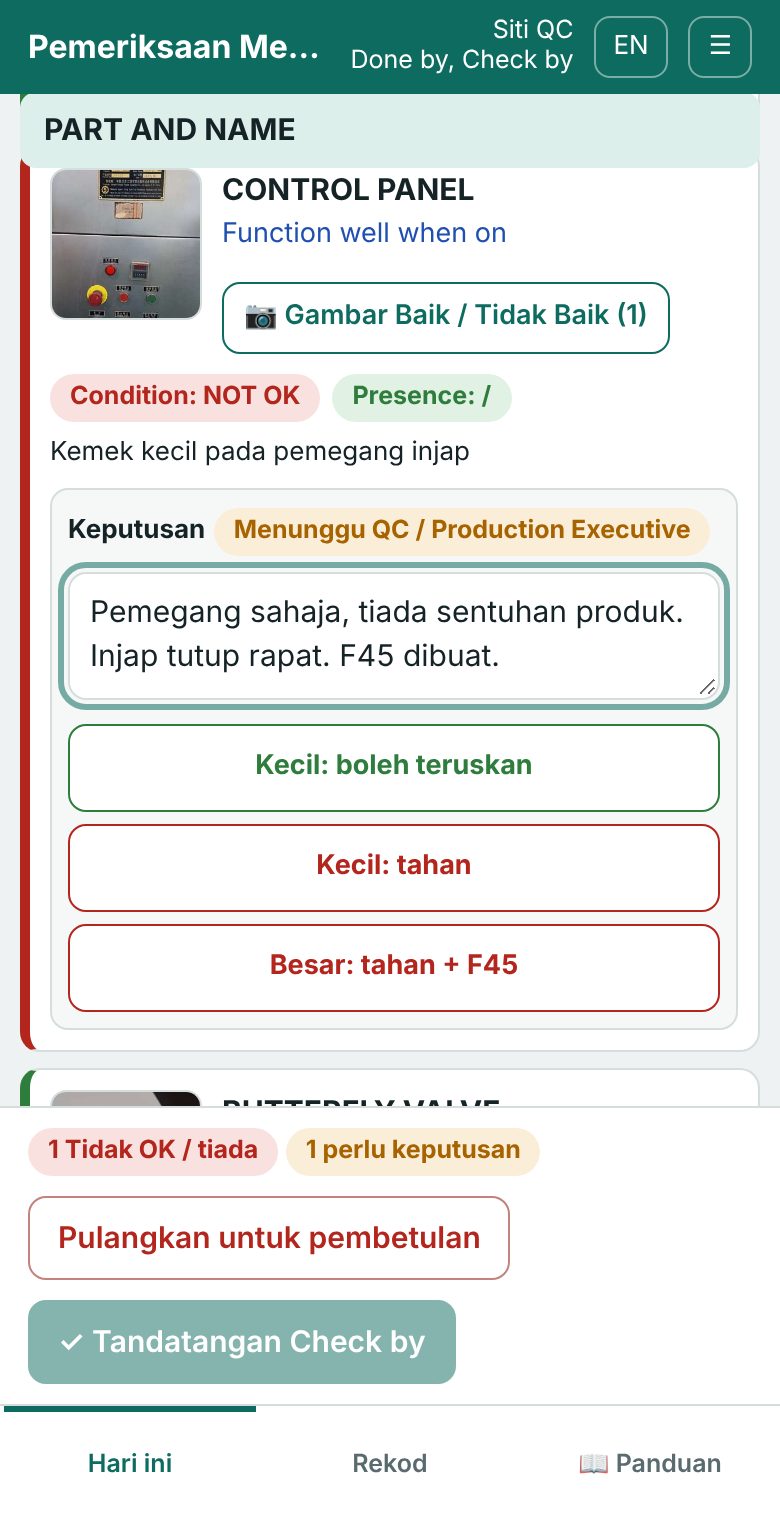 Pemeriksaan Me...
Siti QC
Done by, Check by
EN
☰
PART AND NAME
CONTROL PANEL
Function well when on
📷 Gambar Baik / Tidak Baik (1)
Condition: NOT OK
Presence: /
Kemek kecil pada pemegang injap
Keputusan
Menunggu QC / Production Executive
Pemegang sahaja, tiada sentuhan produk.
Injap tutup rapat. F45 dibuat.
Kecil: boleh teruskan
Kecil: tahan
Besar: tahan + F45
BUTTERFLY VALVE
1 Tidak OK / tiada
1 perlu keputusan
Pulangkan untuk pembetulan
✓ Tandatangan Check by
Hari ini
Rekod
📖 Panduan